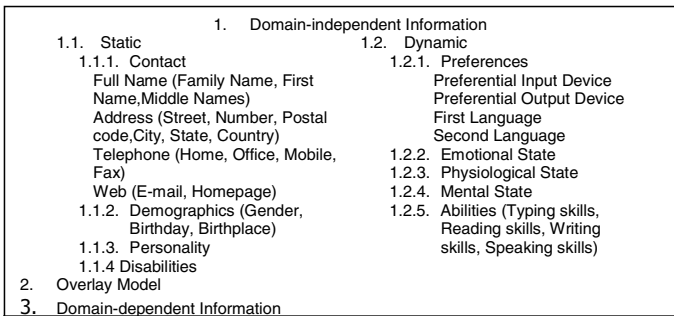 1. Domain-independent Information
1.1. Static
1.1.1. Contact
Full Name (Family Name, First
Name,Middle Names)
Address (Street, Number, Postal
code,City, State, Country)
Telephone (Home, Office, Mobile,
Fax)
Web (E-mail, Homepage)
1.1.2. Demographics (Gender,
Birthday, Birthplace)
1.1.3. Personality
1.1.4 Disabilities
1.2. Dynamic
1.2.1. Preferences
Preferential Input Device
Preferential Output Device
First Language
Second Language
1.2.2. Emotional State
1.2.3. Physiological State
1.2.4. Mental State
1.2.5. Abilities (Typing skills,
Reading skills, Writing
skills, Speaking skills)
2. Overlay Model
3. Domain-dependent Information